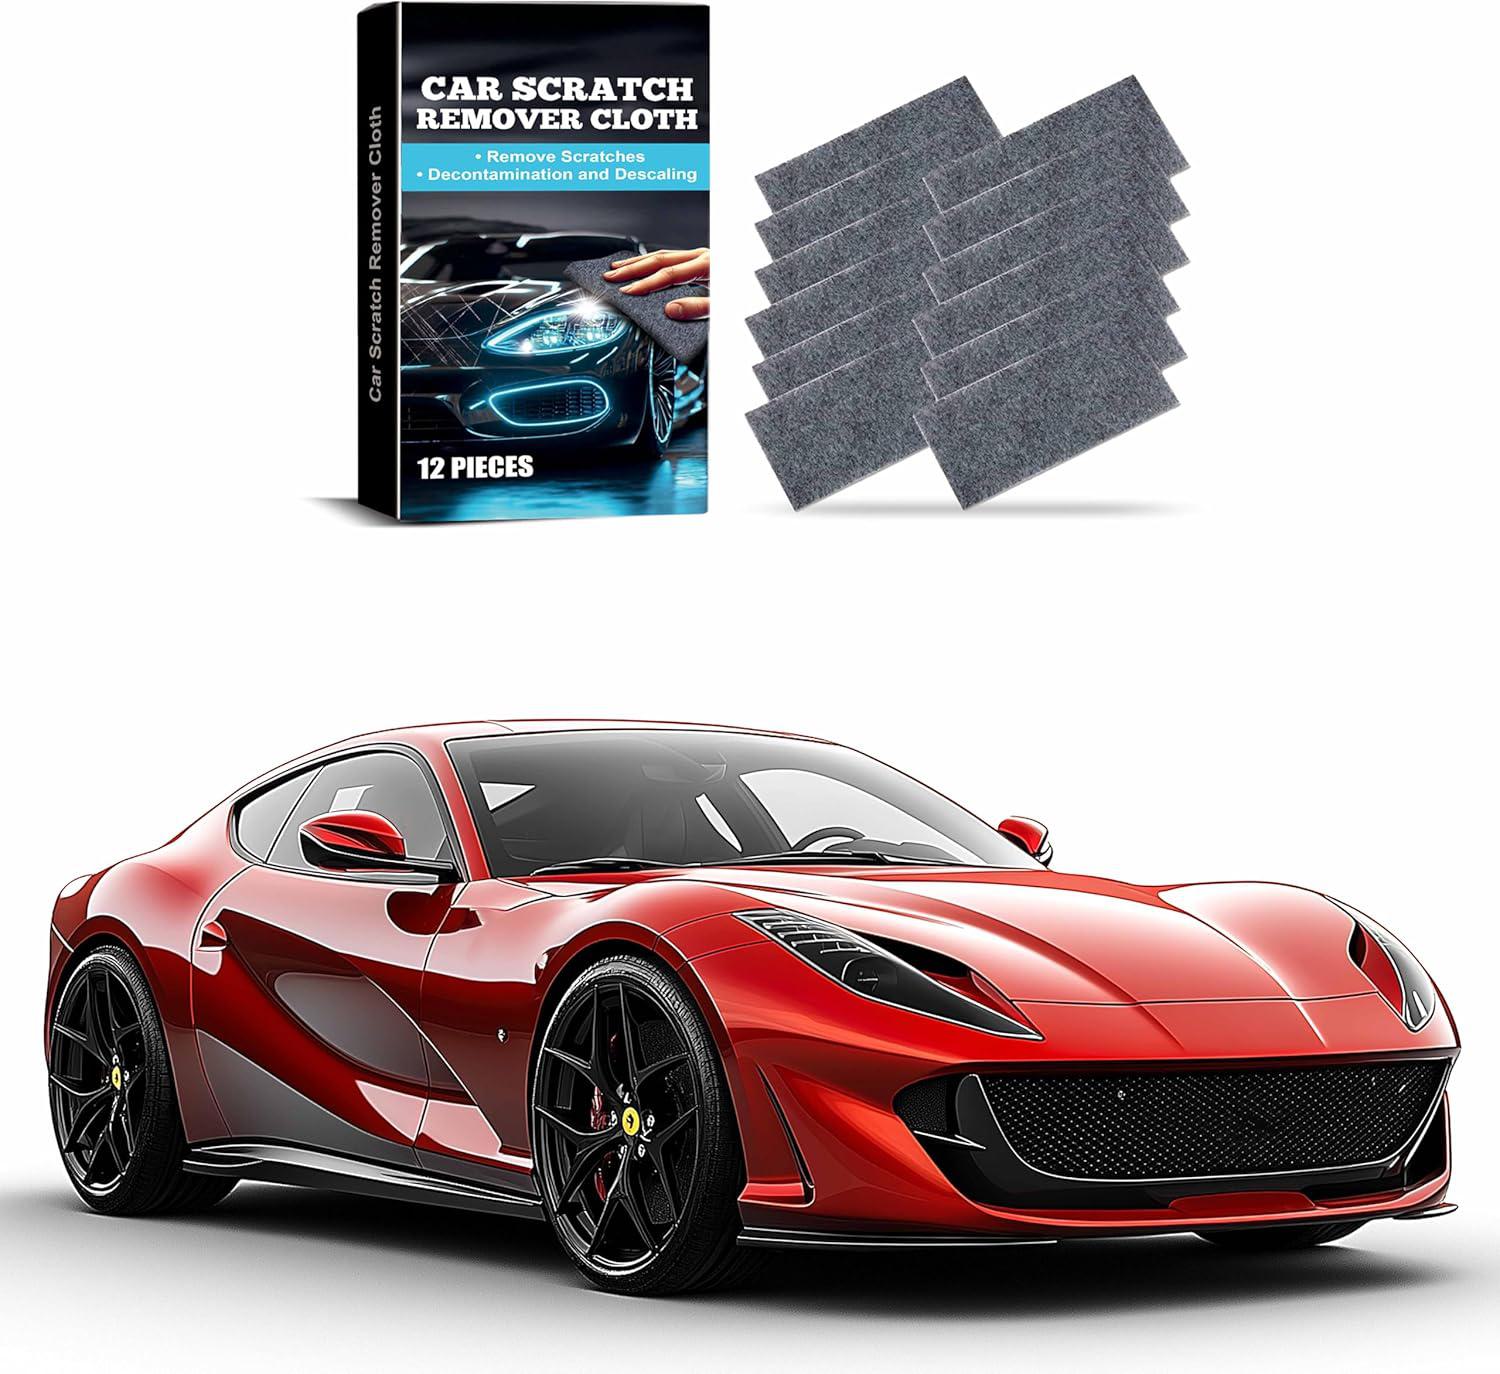 CAR SCRATCH
REMOVER CLOTH
• Remove Scratches
• Decontamination and Descaling
12 PIECES
Car Scratch Remover Cloth